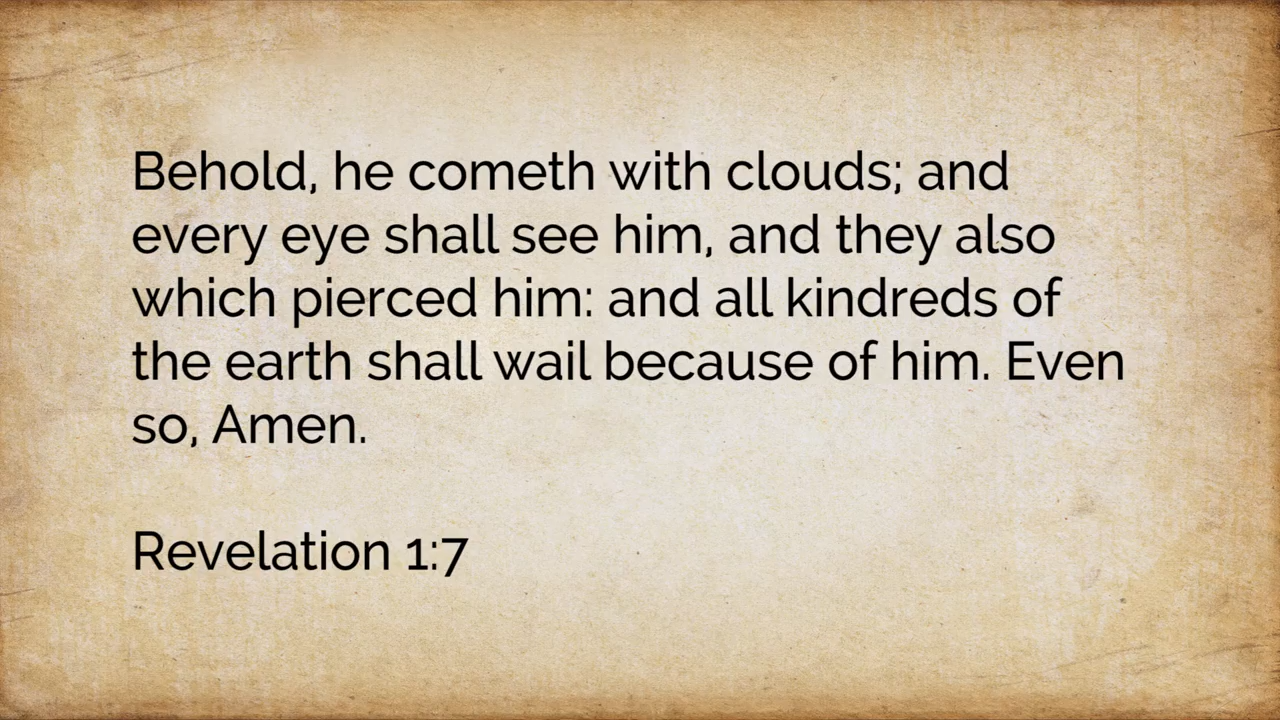 Behold, he cometh with clouds; and
every eye shall see him, and they also
which pierced him: and all kindreds of
the earth shall wail because of him. Even
so, Amen.
Revelation 1:7